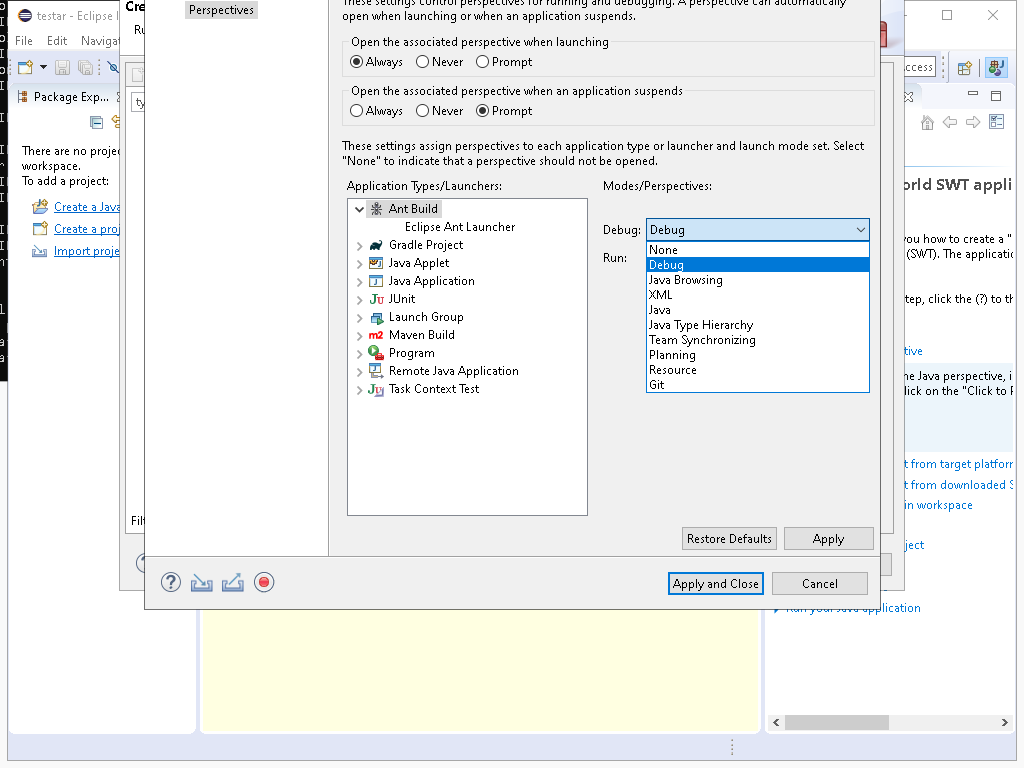 testar - Eclipse
Cre
Perspectives
These settings control perspectives for running and debugging. A perspective can automatically
open when launching or when an application suspends.
File Edit Naviga
Ru
Open the associated perspective when launching
Always Never Prompt
Package Exp...
ty
ccess
Open the associated perspective when an application suspends
Always Never Prompt
There are no proje
workspace.
To add a project:
Create a Java
Create a proj
Import proje
These settings assign perspectives to each application type or launcher and launch mode set. Select
"None" to indicate that a perspective should not be opened.
Application Types/Launchers:
Modes/Perspectives:
Ant Build
Eclipse Ant Launcher
Gradle Project
Java Applet
Java Application
JUnit
Launch Group
Maven Build
Program
Remote Java Application
Task Context Test
Debug: Debug
Run:
None
Debug
Java Browsing
XML
Java
Java Type Hierarchy
Team Synchronizing
Planning
Resource
Git
orld SWT appli
you how to create a "
(SWT). The applicatio
tep, click the (?) to th
tive
he Java perspective, i
lick on the "Click to P
t from target platform
t from downloaded S
in workspace
ject
Run your Java application
Filt
Restore Defaults Apply
Apply and Close Cancel